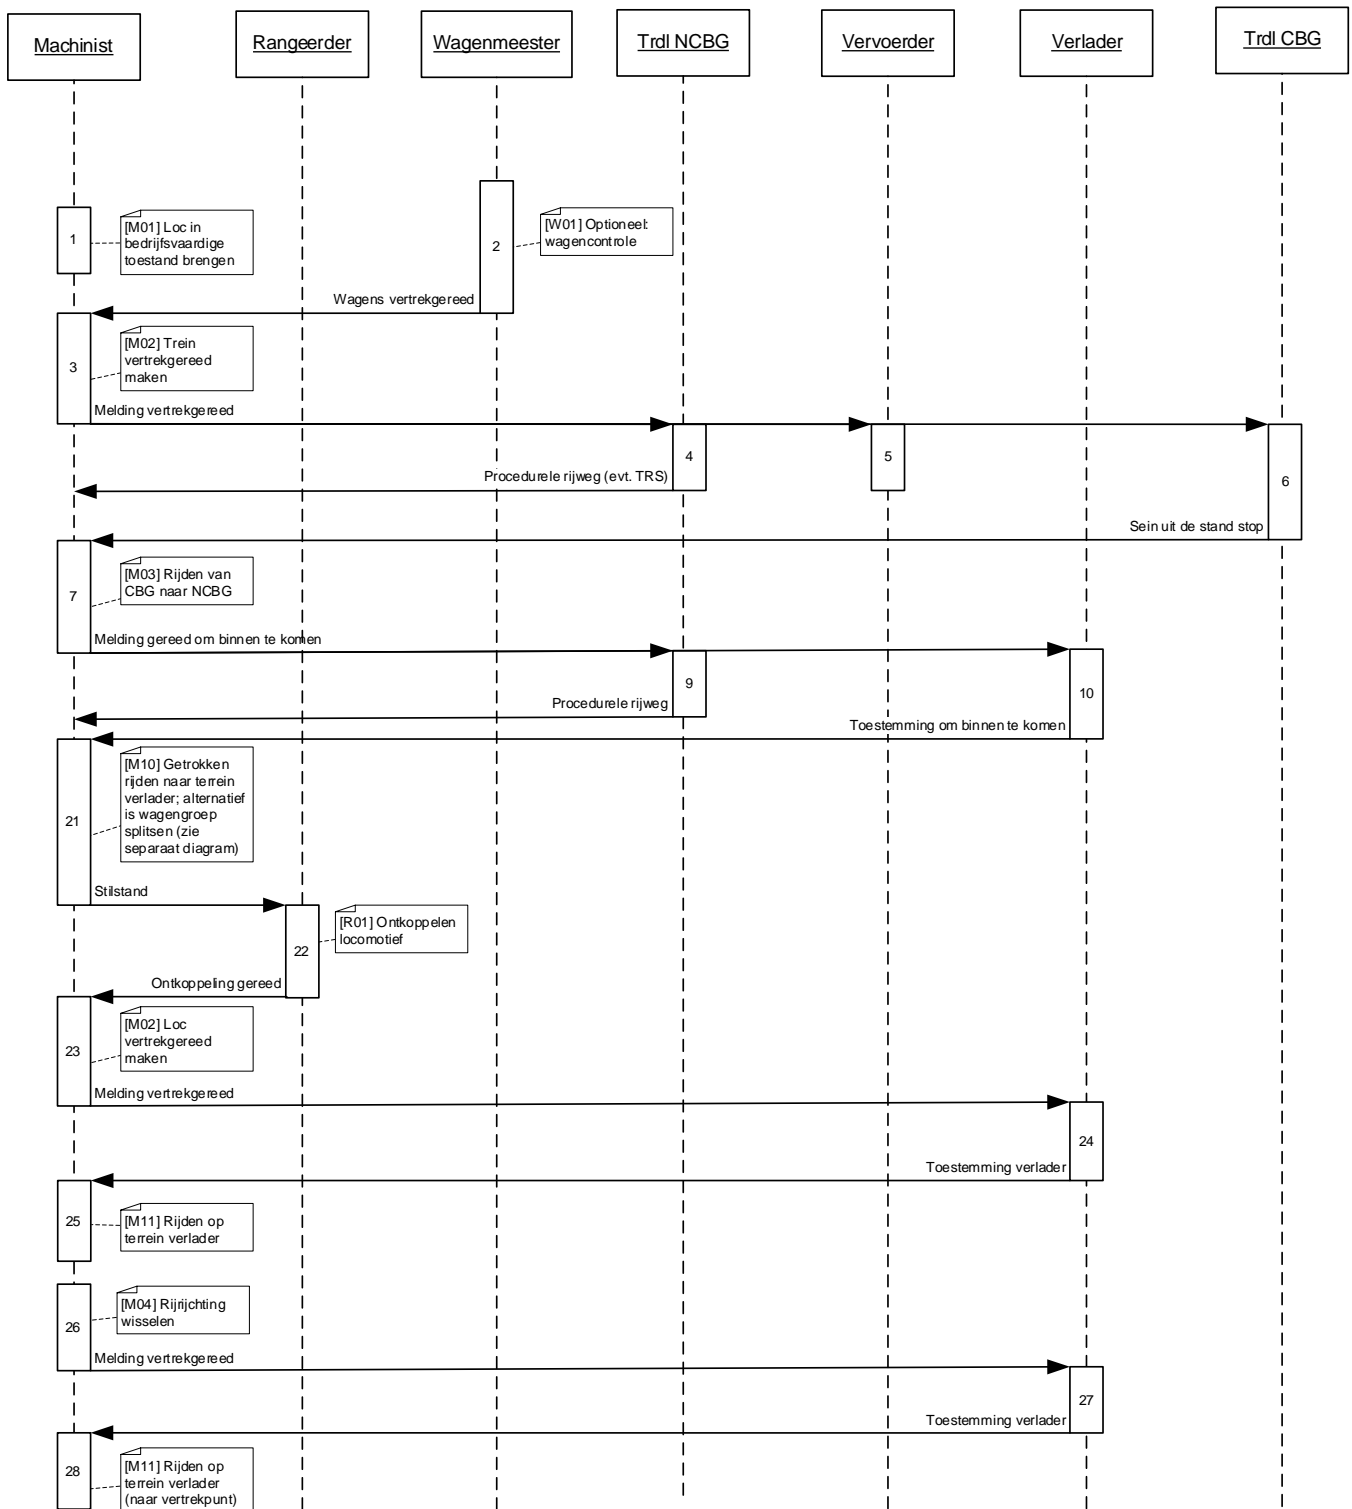 Machinist
Rangeerder
Wagenmeester
Trdl NCBG
Vervoerder
Verlader
Trdl CBG
1
[M01] Loc in
bedrijfsvaardige
toestand brengen
2
[W01] Optioneel:
wagencontrole
Wagens vertrekgereed
3
[M02] Trein
vertrekgereed
maken
Melding vertrekgereed
4
5
6
Procedurele rijweg (evt. TRS)
Sein uit de stand stop
7
[M03] Rijden van
CBG naar NCBG
Melding gereed om binnen te komen
9
10
Procedurele rijweg
Toestemming om binnen te komen
21
[M10] Getrokken
rijden naar terrein
verlader; alternatief
is wagengroep
splitsen (zie
separaat diagram)
Stilstand
22
[R01] Ontkoppelen
locomotief
Ontkoppeling gereed
23
[M02] Loc
vertrekgereed
maken
Melding vertrekgereed
24
Toestemming verlader
25
[M11] Rijden op
terrein verlader
26
[M04] Rijrijchting
wisselen
Melding vertrekgereed
27
Toestemming verlader
28
[M11] Rijden op
terrein verlader
(naar vertrekpunt)